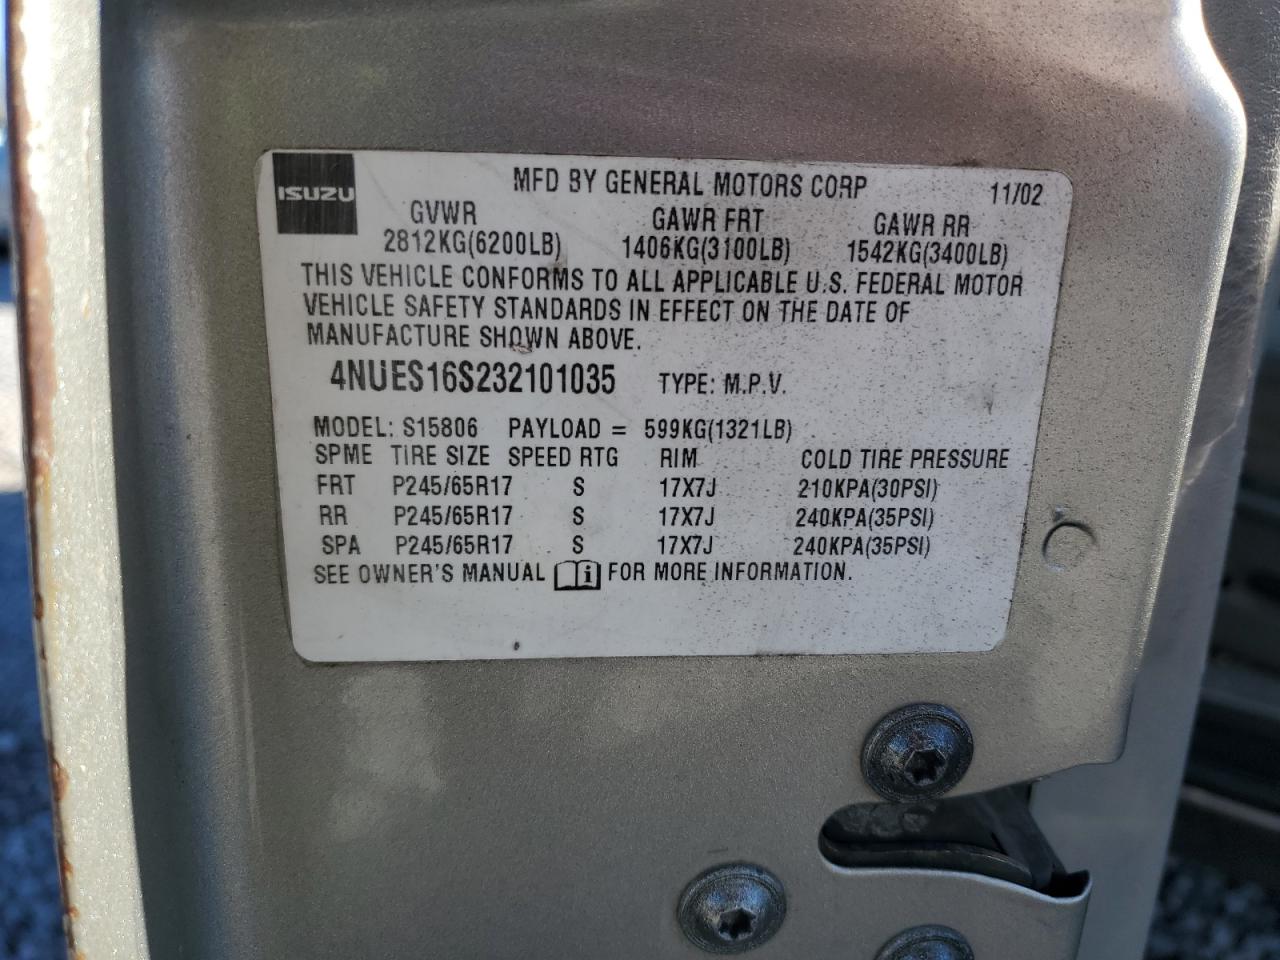 ISUZU
MFD BY GENERAL MOTORS CORP 11/02
GVWR GAWR FRT GAWR RR
2812KG(6200LB) 1406KG(3100LB) 1542KG(3400LB)
THIS VEHICLE CONFORMS TO ALL APPLICABLE U.S. FEDERAL MOTOR
VEHICLE SAFETY STANDARDS IN EFFECT ON THE DATE OF
MANUFACTURE SHOWN ABOVE.
4NUES16S232101035 TYPE: M.P.V.
MODEL: S15806 PAYLOAD = 599KG(1321LB)
SPME TIRE SIZE SPEED RTG RIM COLD TIRE PRESSURE
FRT P245/65R17 S 17X7J 210KPA(30PSI)
RR P245/65R17 S 17X7J 240KPA(35PSI)
SPA P245/65R17 S 17X7J 240KPA(35PSI)
SEE OWNER'S MANUAL i FOR MORE INFORMATION.